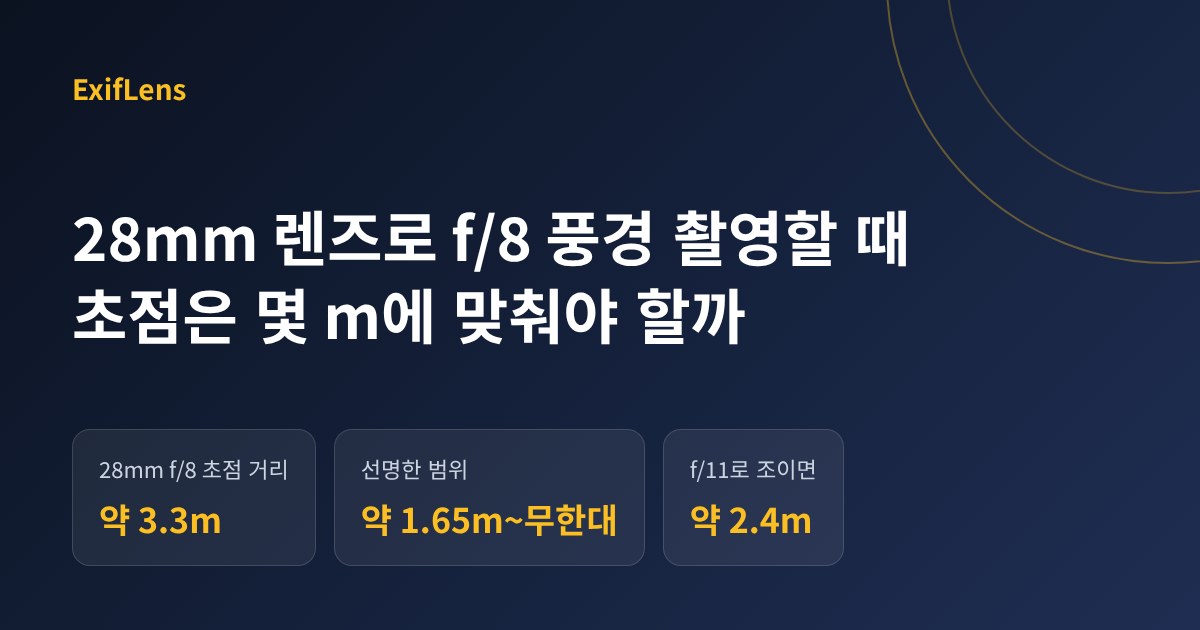 ExifLens
28mm 렌즈로 f/8 풍경 촬영할 때
초점은 몇 m에 맞춰야 할까
28mm f/8 초점 거리
약 3.3m
선명한 범위
약 1.65m~무한대
f/11로 조이면
약 2.4m